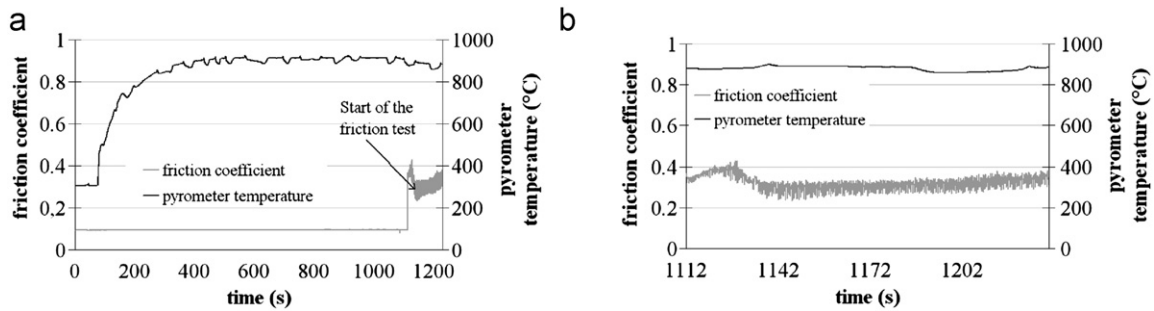 a
1
0.8
0.6
0.4
0.2
0
friction coefficient
1000
800
600
400
200
0
pyrometer
temperature (°C)
Start of the
friction test
friction coefficient
pyrometer temperature
0 200 400 600 800 1000 1200
time (s)
b
1
0.8
0.6
0.4
0.2
0
friction coefficient
1000
800
600
400
200
0
pyrometer
temperature (°C)
friction coefficient
pyrometer temperature
1112 1142 1172 1202
time (s)